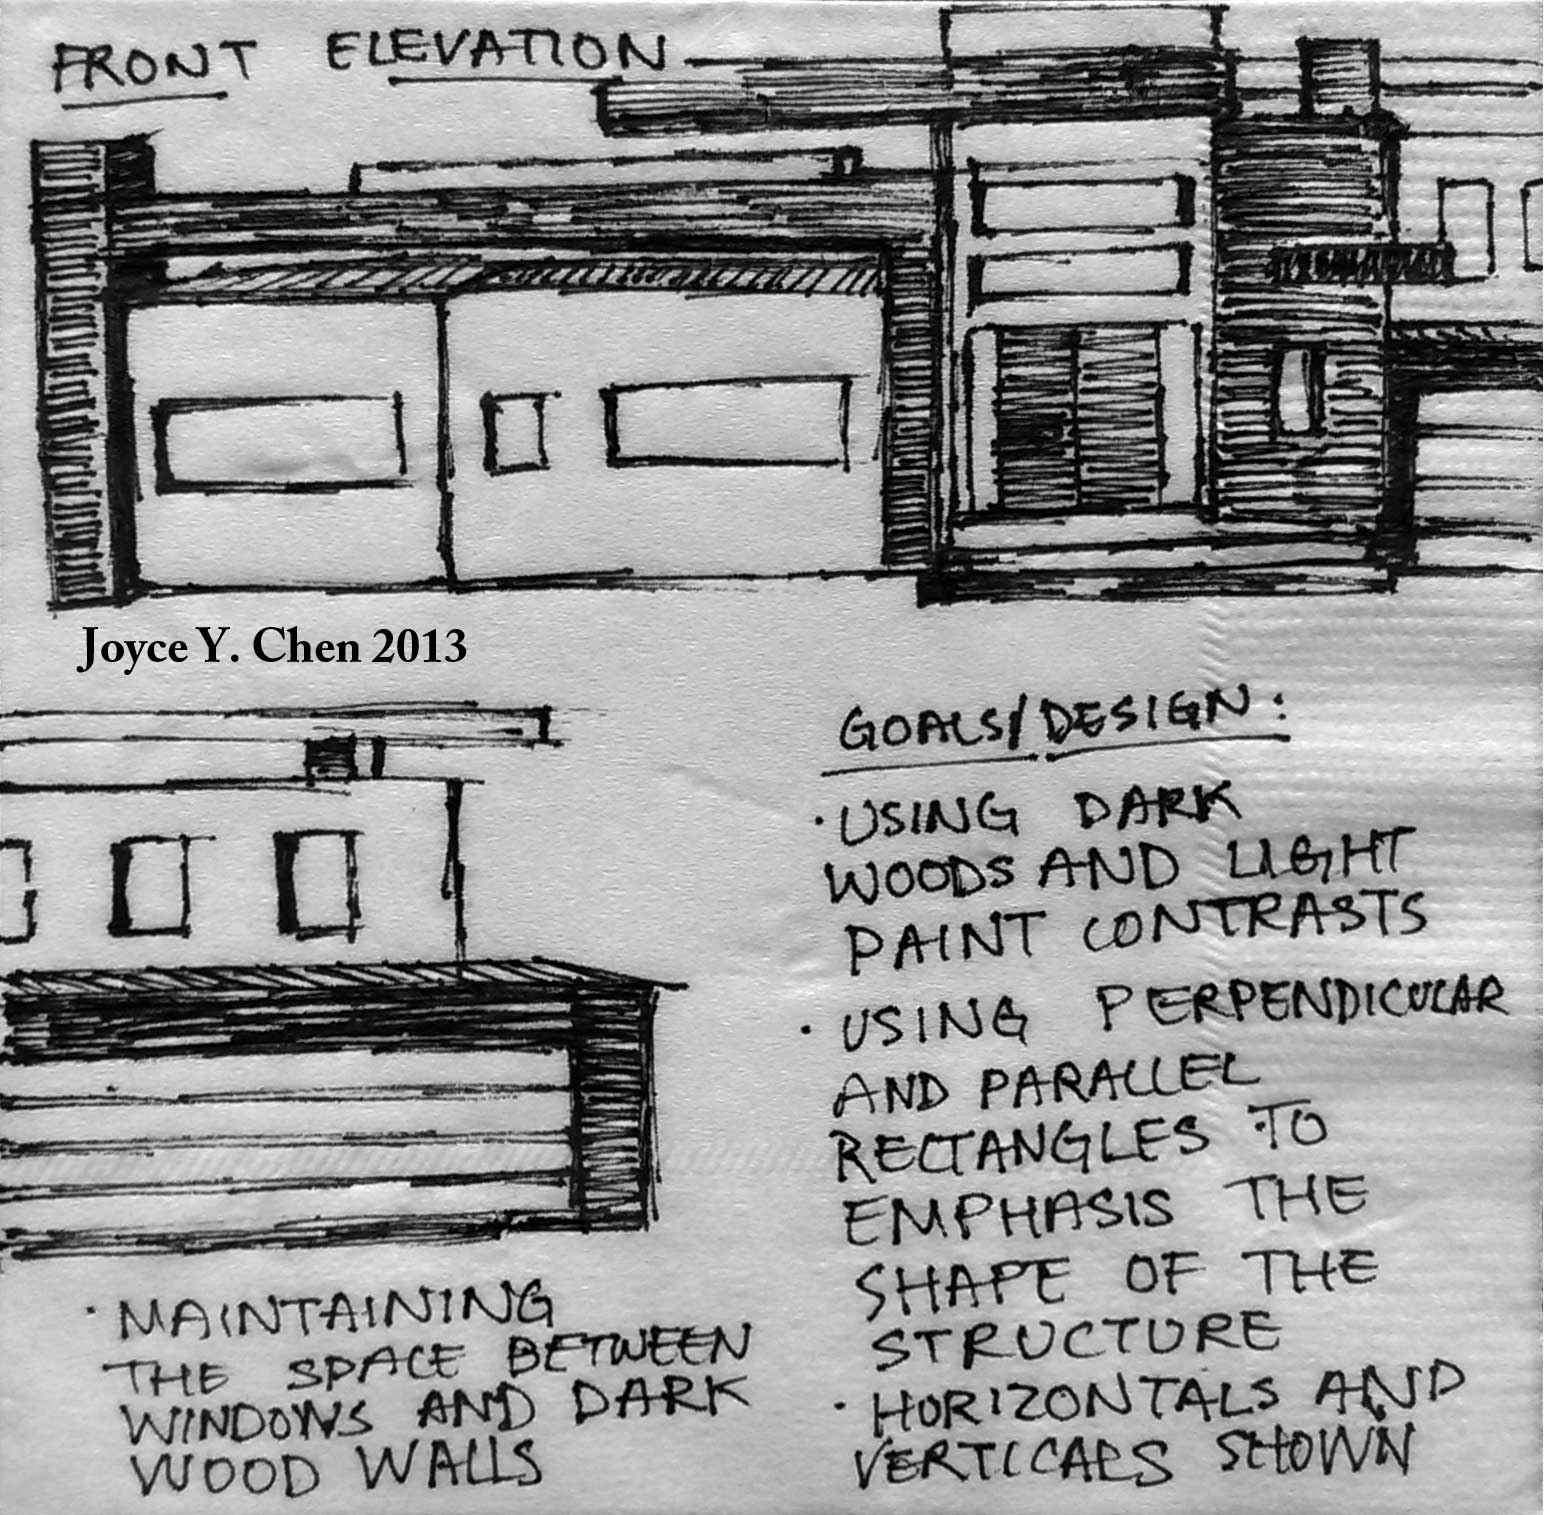 FRONT ELEVATION
Joyce Y. Chen 2013
GOALS/DESIGN:
· USING DARK
WOODS AND LIGHT
PAINT CONTRASTS
· USING PERPENDICULAR
AND PARALLEL
RECTANGLES TO
EMPHASIS THE
SHAPE OF THE
STRUCTURE
· HORIZONTALS AND
VERTICALS SHOWN
· MAINTAINING
THE SPACE BETWEEN
WINDOWS AND DARK
WOOD WALLS